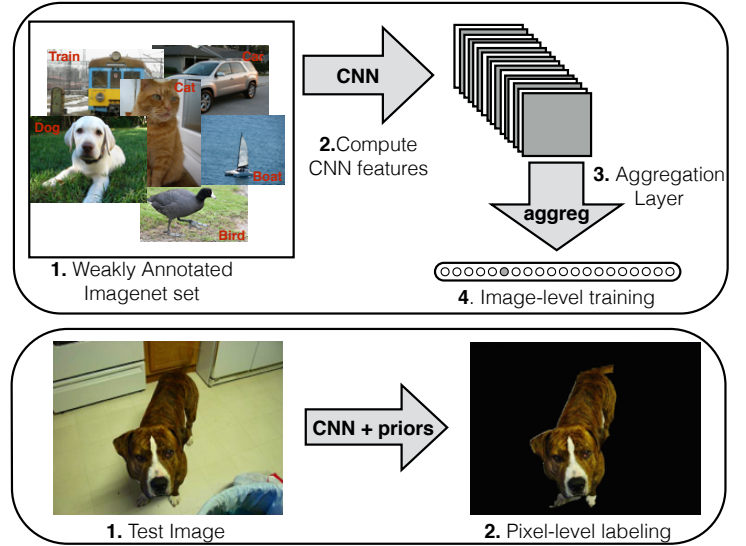 Train
Car
Cat
Dog
Boat
Bird
1. Weakly Annotated
Imagenet set
CNN
2.Compute
CNN features
3. Aggregation
Layer
aggreg
4. Image-level training
CNN + priors
1. Test Image
2. Pixel-level labeling